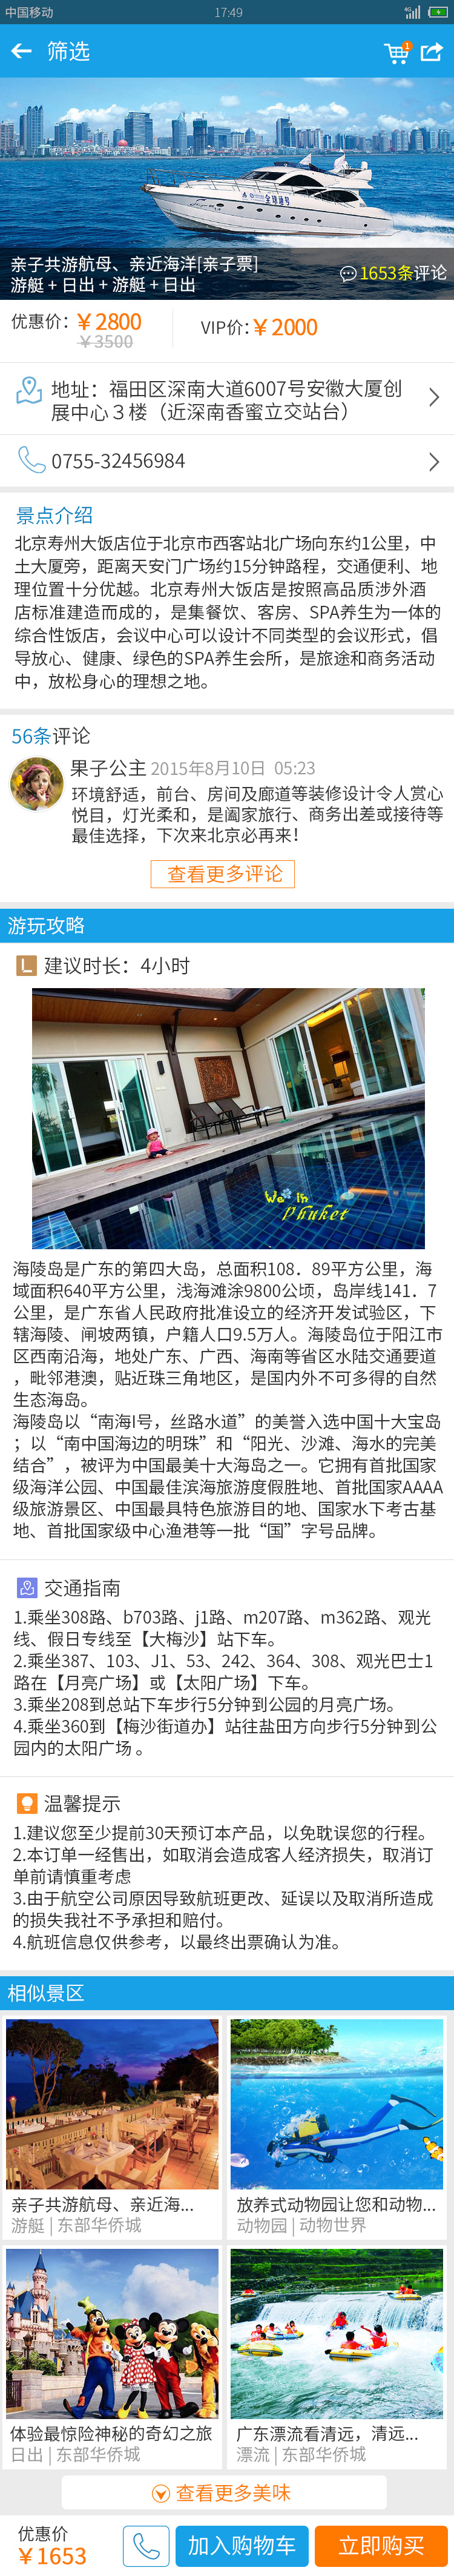 中国移动 17:49 4G
筛选 1
全球通号
亲子共游航母、亲近海洋[亲子票]
游艇 + 日出 + 游艇 + 日出
1653条评论
优惠价：￥2800
￥3500
VIP价：￥2000
地址：福田区深南大道6007号安徽大厦创
展中心３楼（近深南香蜜立交站台）
0755-32456984
景点介绍
北京寿州大饭店位于北京市西客站北广场向东约1公里，中
土大厦旁，距离天安门广场约15分钟路程，交通便利、地
理位置十分优越。北京寿州大饭店是按照高品质涉外酒
店标准建造而成的，是集餐饮、客房、SPA养生为一体的
综合性饭店，会议中心可以设计不同类型的会议形式，倡
导放心、健康、绿色的SPA养生会所，是旅途和商务活动
中，放松身心的理想之地。
56条评论
果子公主 2015年8月10日 05:23
环境舒适，前台、房间及廊道等装修设计令人赏心
悦目，灯光柔和，是阖家旅行、商务出差或接待等
最佳选择，下次来北京必再来！
查看更多评论
游玩攻略
建议时长：4小时
We in
Phuket
海陵岛是广东的第四大岛，总面积108．89平方公里，海
域面积640平方公里，浅海滩涂9800公顷，岛岸线141．7
公里，是广东省人民政府批准设立的经济开发试验区，下
辖海陵、闸坡两镇，户籍人口9.5万人。海陵岛位于阳江市
区西南沿海，地处广东、广西、海南等省区水陆交通要道
，毗邻港澳，贴近珠三角地区，是国内外不可多得的自然
生态海岛。
海陵岛以“南海I号，丝路水道”的美誉入选中国十大宝岛
；以“南中国海边的明珠”和“阳光、沙滩、海水的完美
结合”，被评为中国最美十大海岛之一。它拥有首批国家
级海洋公园、中国最佳滨海旅游度假胜地、首批国家AAAA
级旅游景区、中国最具特色旅游目的地、国家水下考古基
地、首批国家级中心渔港等一批“国”字号品牌。
交通指南
1.乘坐308路、b703路、j1路、m207路、m362路、观光
线、假日专线至【大梅沙】站下车。
2.乘坐387、103、J1、53、242、364、308、观光巴士1
路在【月亮广场】或【太阳广场】下车。
3.乘坐208到总站下车步行5分钟到公园的月亮广场。
4.乘坐360到【梅沙街道办】站往盐田方向步行5分钟到公
园内的太阳广场 。
温馨提示
1.建议您至少提前30天预订本产品，以免耽误您的行程。
2.本订单一经售出，如取消会造成客人经济损失，取消订
单前请慎重考虑
3.由于航空公司原因导致航班更改、延误以及取消所造成
的损失我社不予承担和赔付。
4.航班信息仅供参考，以最终出票确认为准。
相似景区
亲子共游航母、亲近海...
游艇 | 东部华侨城
放养式动物园让您和动物...
动物园 | 动物世界
体验最惊险神秘的奇幻之旅
日出 | 东部华侨城
广东漂流看清远，清远...
漂流 | 东部华侨城
查看更多美味
优惠价
￥1653
加入购物车
立即购买